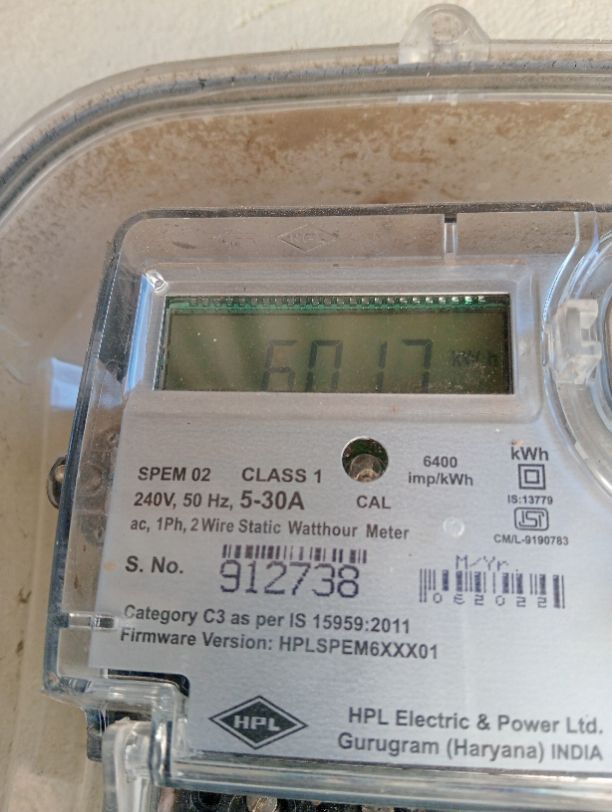 6017 kWh
SPEM 02 CLASS 1
240V, 50 Hz, 5-30A
CAL
6400
imp/kWh
kWh
IS:13779
ISI
CM/L-9190783
ac, 1Ph, 2 Wire Static Watthour Meter
S. No. 912738
M/Yr.
062022
Category C3 as per IS 15959:2011
Firmware Version: HPLSPEM6XXX01
HPL
HPL Electric & Power Ltd.
Gurugram (Haryana) INDIA